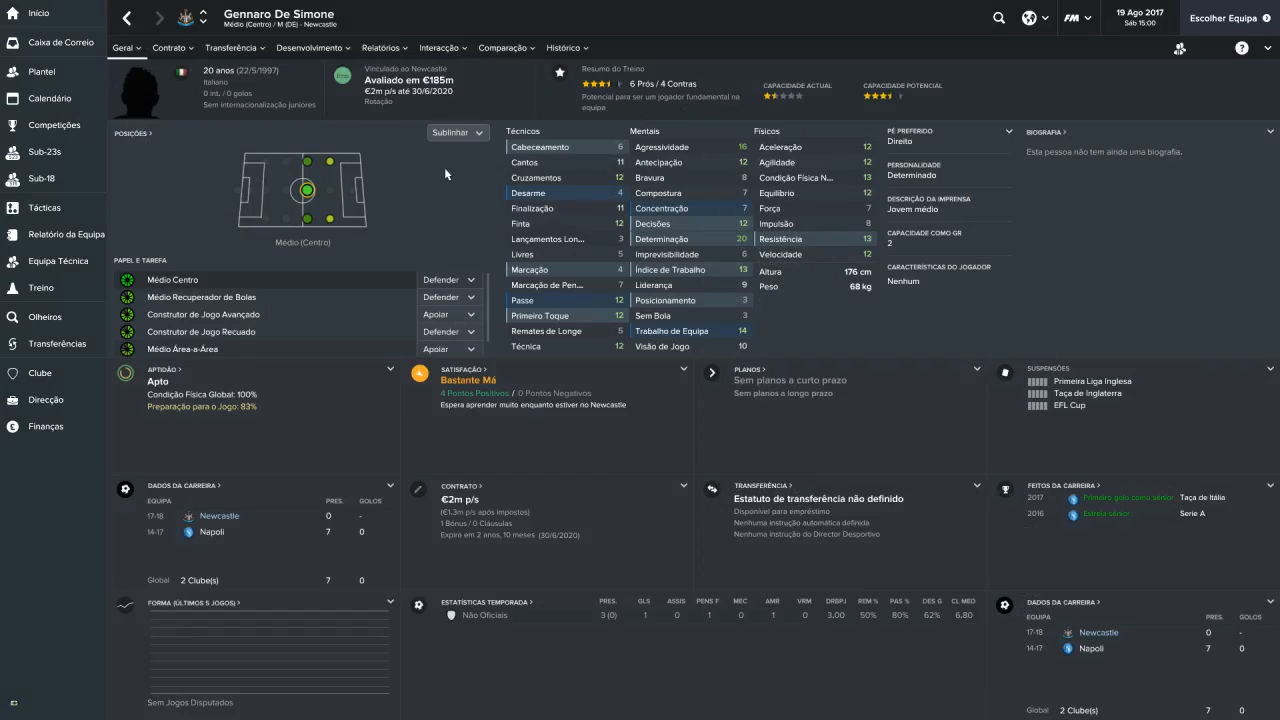 Início
Caixa de Correio
Plantel
Calendário
Competições
Sub-23s
Sub-18
Tácticas
Relatório da Equipa
Equipa Técnica
Treino
Olheiros
Transferências
Clube
Direcção
Finanças
Gennaro De Simone
Médio (Centro) / M (DE) - Newcastle
FM
19 Ago 2017
Sáb 15:00
Escolher Equipa
Geral Contrato Transferência Desenvolvimento Relatórios Interacção Comparação Histórico
20 anos (22/5/1997)
Italiano
0 int. / 0 golos
Sem internacionalização juniores
Emp
Vinculado ao Newcastle
Avaliado em €185m
€2m p/s até 30/6/2020
Rotação
Resumo do Treino
6 Prós / 4 Contras
Potencial para ser um jogador fundamental na
equipa
CAPACIDADE ACTUAL
CAPACIDADE POTENCIAL
POSIÇÕES
Sublinhar
Médio (Centro)
PAPEL E TAREFA
Médio Centro Defender
Médio Recuperador de Bolas Defender
Construtor de Jogo Avançado Apoiar
Construtor de Jogo Recuado Defender
Médio Área-a-Área Apoiar
Técnicos
Cabeceamento 6
Cantos 11
Cruzamentos 12
Desarme 4
Finalização 11
Finta 12
Lançamentos Lon... 3
Livres 5
Marcação 4
Marcação de Pen... 7
Passe 12
Primeiro Toque 12
Remates de Longe 5
Técnica 12
Mentais
Agressividade 16
Antecipação 12
Bravura 8
Compostura 7
Concentração 7
Decisões 12
Determinação 20
Imprevisibilidade 6
Índice de Trabalho 13
Liderança 9
Posicionamento 3
Sem Bola 3
Trabalho de Equipa 14
Visão de Jogo 10
Físicos
Aceleração 12
Agilidade 12
Condição Física N... 13
Equilíbrio 12
Força 7
Impulsão 8
Resistência 13
Velocidade 12
Altura 176 cm
Peso 68 kg
PÉ PREFERIDO
Direito
PERSONALIDADE
Determinado
DESCRIÇÃO DA IMPRENSA
Jovem médio
CAPACIDADE COMO GR
2
CARACTERÍSTICAS DO JOGADOR
Nenhum
BIOGRAFIA
Esta pessoa não tem ainda uma biografia.
APTIDÃO
Apto
Condição Física Global: 100%
Preparação para o Jogo: 83%
SATISFAÇÃO
Bastante Má
4 Pontos Positivos / 0 Pontos Negativos
Espera aprender muito enquanto estiver no Newcastle
PLANOS
Sem planos a curto prazo
Sem planos a longo prazo
SUSPENSÕES
Primeira Liga Inglesa
Taça de Inglaterra
EFL Cup
DADOS DA CARREIRA
EQUIPA PRES. GOLOS
17-18 Newcastle 0 -
14-17 Napoli 7 0
Global 2 Clube(s) 7 0
CONTRATO
€2m p/s
(€1.3m p/s após impostos)
1 Bónus / 0 Cláusulas
Expira em 2 anos, 10 meses (30/6/2020)
TRANSFERÊNCIA
Estatuto de transferência não definido
Disponível para empréstimo
Nenhuma instrução automática definida
Nenhuma instrução do Director Desportivo
FEITOS DA CARREIRA
2017 Primeiro golo como sénior Taça de Itália
2016 Estreia sénior Serie A
FORMA (ÚLTIMOS 5 JOGOS)
Sem Jogos Disputados
ESTATÍSTICAS TEMPORADA PRES. GLS ASSIS PENS F MEC AMR VRM DRBPJ REM % PAS % DES G CL MED
Não Oficiais 3 (0) 1 0 1 0 1 0 3.00 50% 80% 62% 6.80
DADOS DA CARREIRA
EQUIPA PRES. GOLOS
17-18 Newcastle 0 -
14-17 Napoli 7 0
Global 2 Clube(s) 7 0